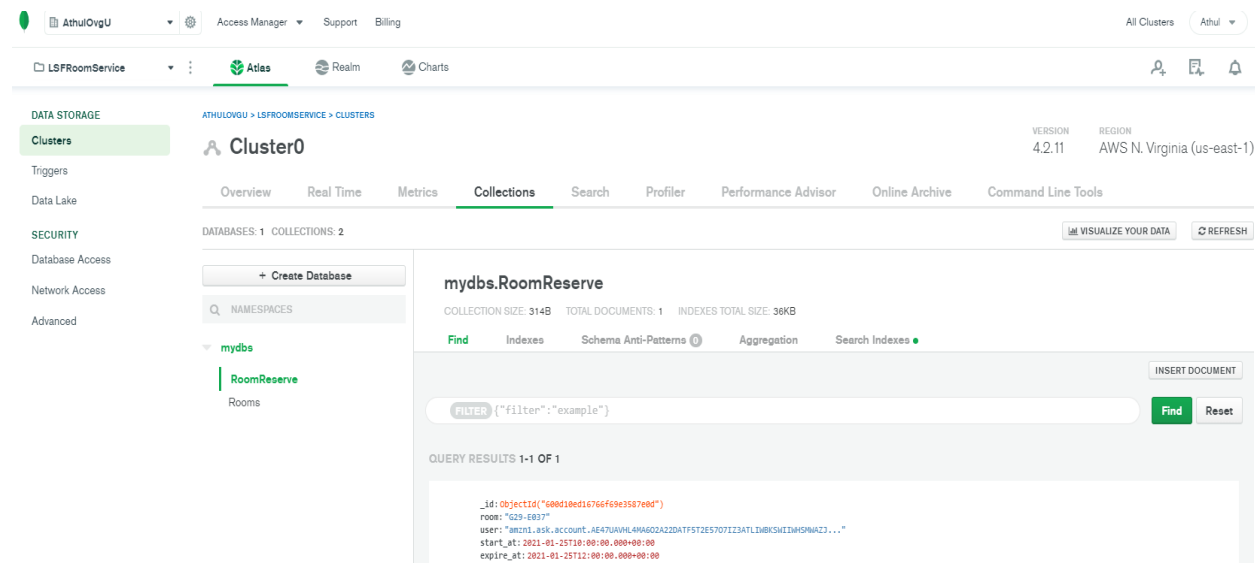 AthulOvgU Access Manager Support Billing All Clusters Athul
LSFRoomService Atlas Realm Charts
DATA STORAGE
Clusters
Triggers
Data Lake
SECURITY
Database Access
Network Access
Advanced
ATHULOVGU > LSFROOMSERVICE > CLUSTERS
Cluster0
VERSION
4.2.11
REGION
AWS N. Virginia (us-east-1)
Overview Real Time Metrics Collections Search Profiler Performance Advisor Online Archive Command Line Tools
DATABASES: 1 COLLECTIONS: 2
VISUALIZE YOUR DATA REFRESH
+ Create Database
NAMESPACES
mydbs
RoomReserve
Rooms
mydbs.RoomReserve
COLLECTION SIZE: 314B TOTAL DOCUMENTS: 1 INDEXES TOTAL SIZE: 36KB
Find Indexes Schema Anti-Patterns 0 Aggregation Search Indexes
INSERT DOCUMENT
FILTER {"filter":"example"}
Find Reset
QUERY RESULTS 1-1 OF 1
_id:ObjectId("600d10ed16766f69e3587e0d")
room:"G29-E037"
user:"amzn1.ask.account.AE47UAVHL4MA6O2A22DATFST2E57O7IZ3ATLIWBKSWIIWHSMWAZJ..."
start_at:2021-01-25T10:00:00.000+00:00
expire_at:2021-01-25T12:00:00.000+00:00